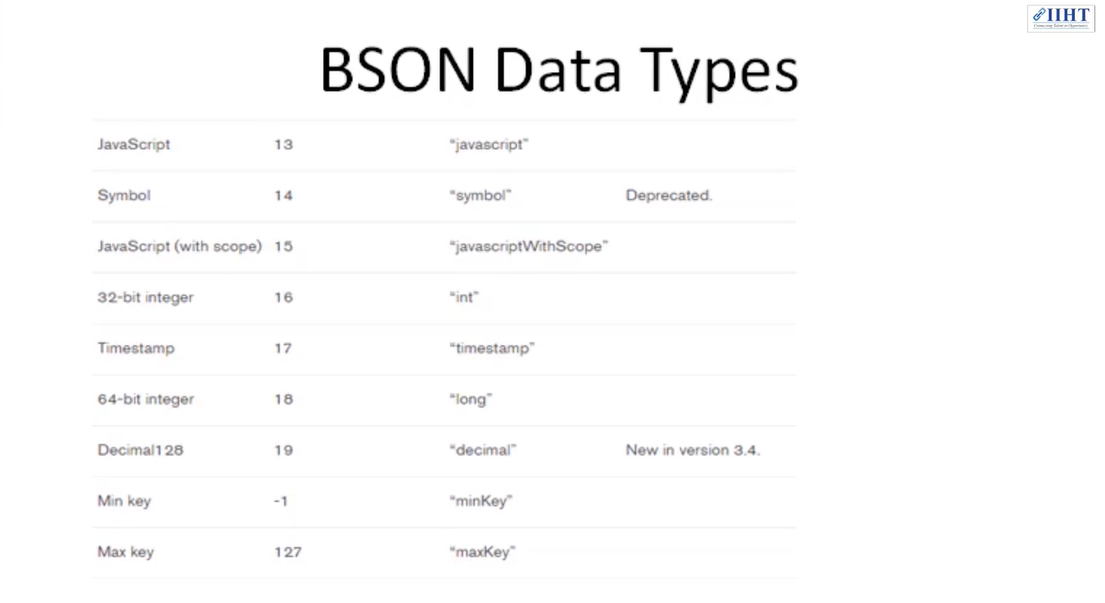 IIHT
BSON Data Types
JavaScript 13 “javascript”
Symbol 14 “symbol” Deprecated.
JavaScript (with scope) 15 “javascriptWithScope”
32-bit integer 16 “int”
Timestamp 17 “timestamp”
64-bit integer 18 “long”
Decimal128 19 “decimal” New in version 3.4.
Min key -1 “minKey”
Max key 127 “maxKey”